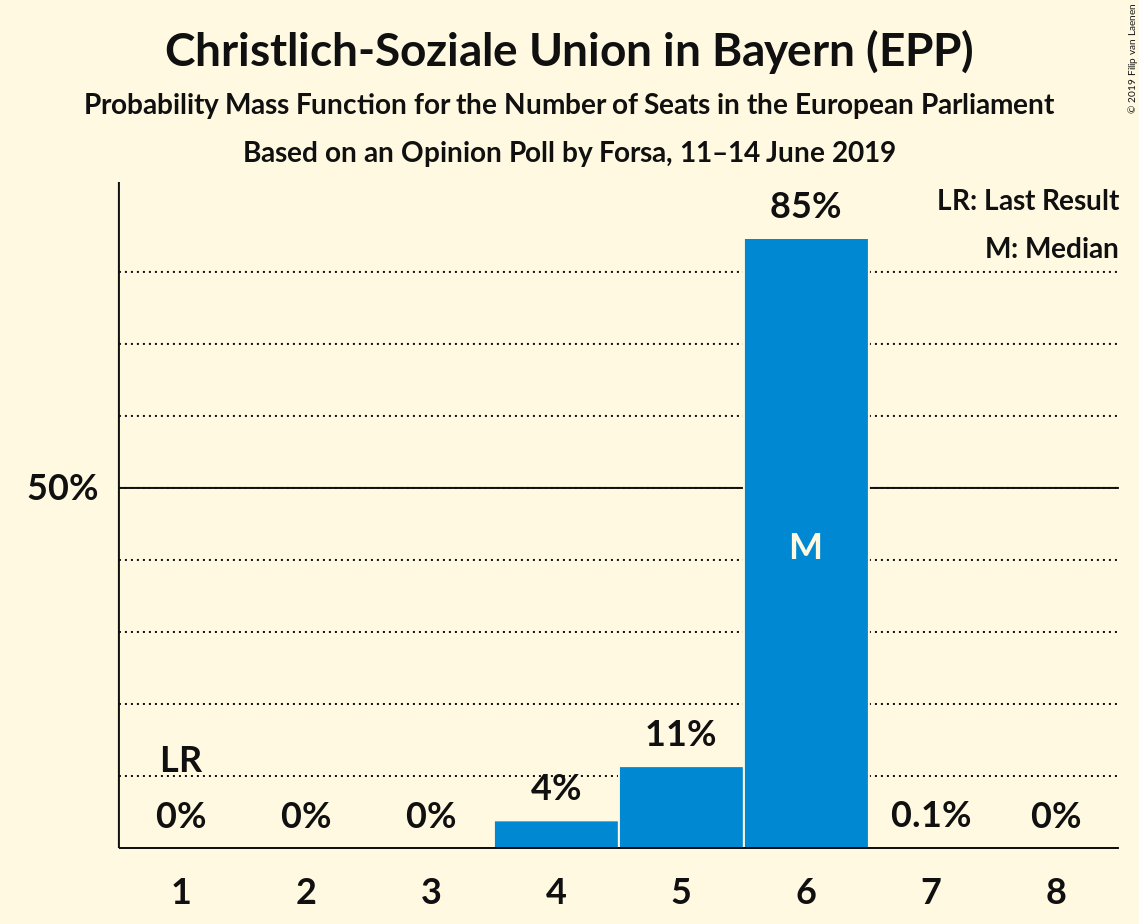 Christlich-Soziale Union in Bayern (EPP)
Probability Mass Function for the Number of Seats in the European Parliament
Based on an Opinion Poll by Forsa, 11–14 June 2019
© 2019 Filip van Laenen
LR: Last Result
M: Median
85%
50%
M
11%
LR
4%
0%
0%
0%
0.1%
0%
1
2
3
4
5
6
7
8